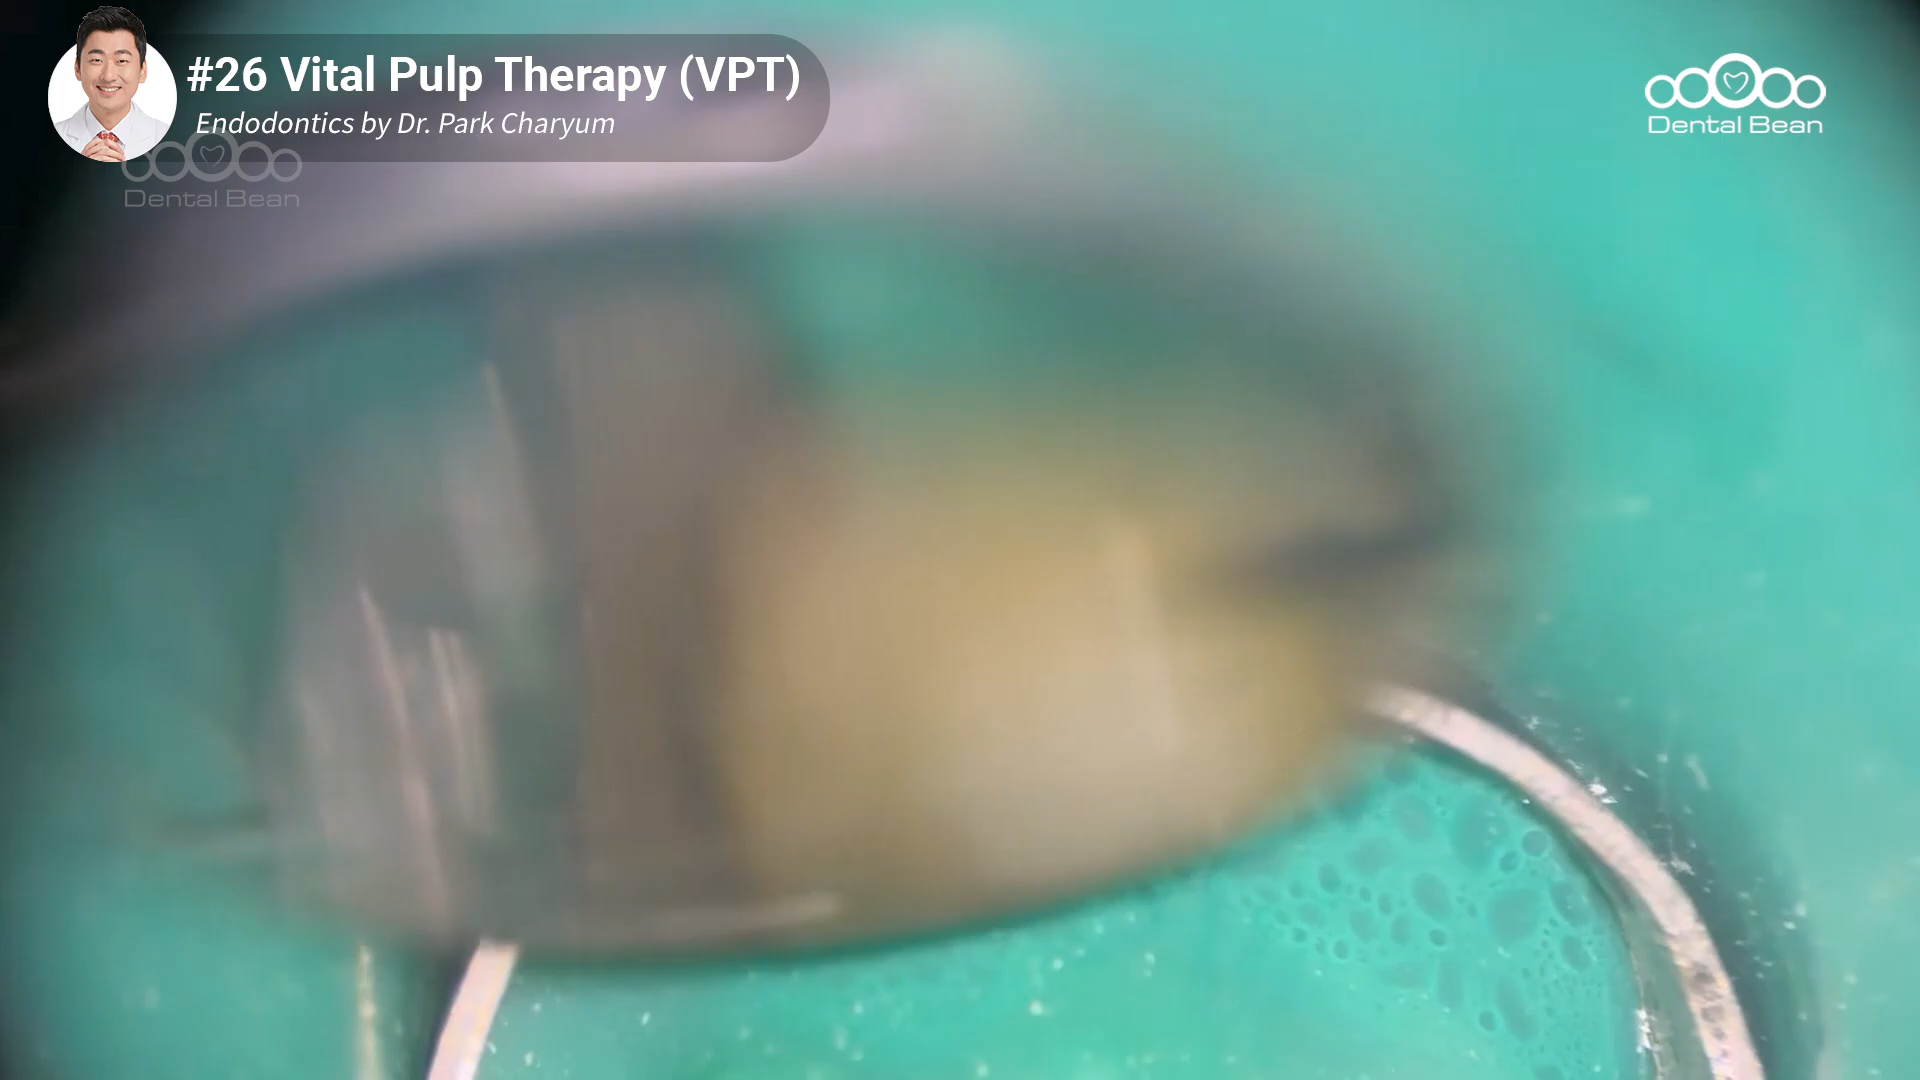 #26 Vital Pulp Therapy (VPT)
Endodontics by Dr. Park Charyum
Dental Bean
Dental Bean